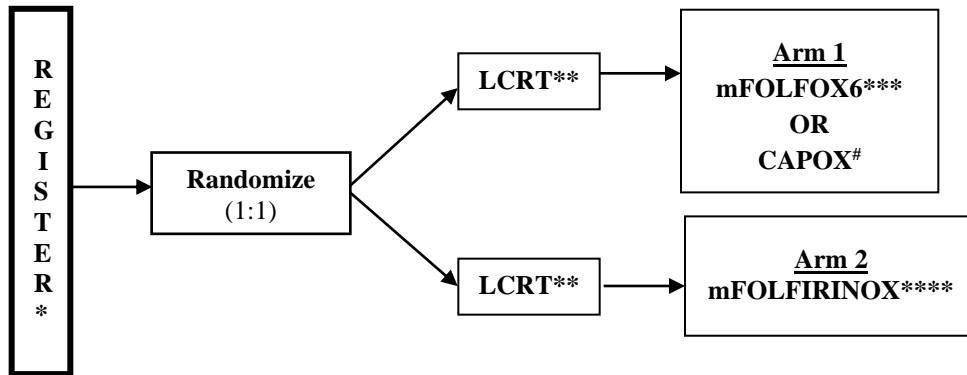 R
E
G
I
S
T
E
R
*
Randomize
(1:1)
LCRT**
Arm 1
mFOLFOX6***
OR
CAPOX#
LCRT**
Arm 2
mFOLFIRINOX****